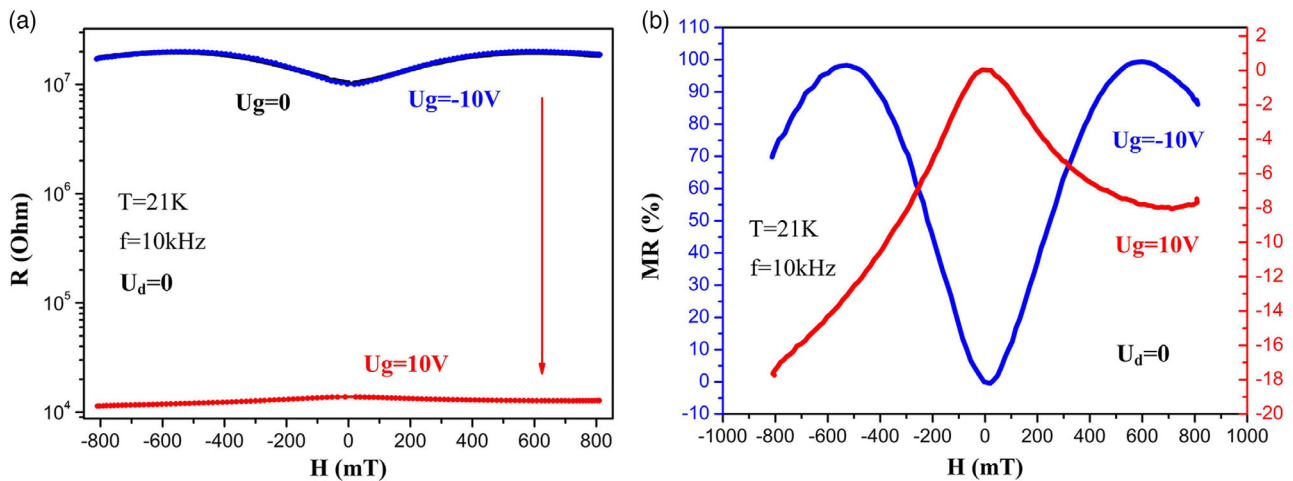 (a)
R (Ohm)
10⁷
10⁶
10⁵
10⁴
Ug=0
Ug=-10V
T=21K
f=10kHz
U_d=0
Ug=10V
-800 -600 -400 -200 0 200 400 600 800
H (mT)
(b)
MR (%)
110
100
90
80
70
60
50
40
30
20
10
0
-10
Ug=-10V
Ug=10V
T=21K
f=10kHz
U_d=0
0
-2
-4
-6
-8
-10
-12
-14
-16
-18
-20
-1000 -800 -600 -400 -200 0 200 400 600 800 1000
H (mT)